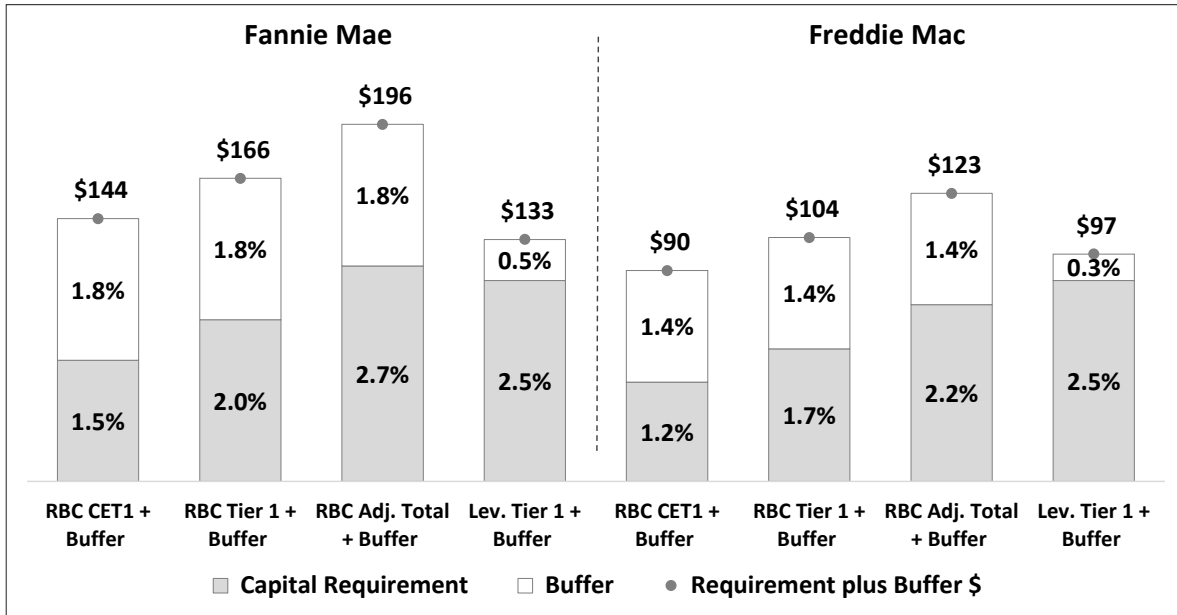 Fannie Mae
$144
1.8%
1.5%
$166
1.8%
2.0%
$196
1.8%
2.7%
$133
0.5%
2.5%
RBC CET1 +
Buffer
RBC Tier 1 +
Buffer
RBC Adj. Total
+ Buffer
Lev. Tier 1 +
Buffer
Freddie Mac
$90
1.4%
1.2%
$104
1.4%
1.7%
$123
1.4%
2.2%
$97
0.3%
2.5%
RBC CET1 +
Buffer
RBC Tier 1 +
Buffer
RBC Adj. Total
+ Buffer
Lev. Tier 1 +
Buffer
Capital Requirement
Buffer
Requirement plus Buffer $